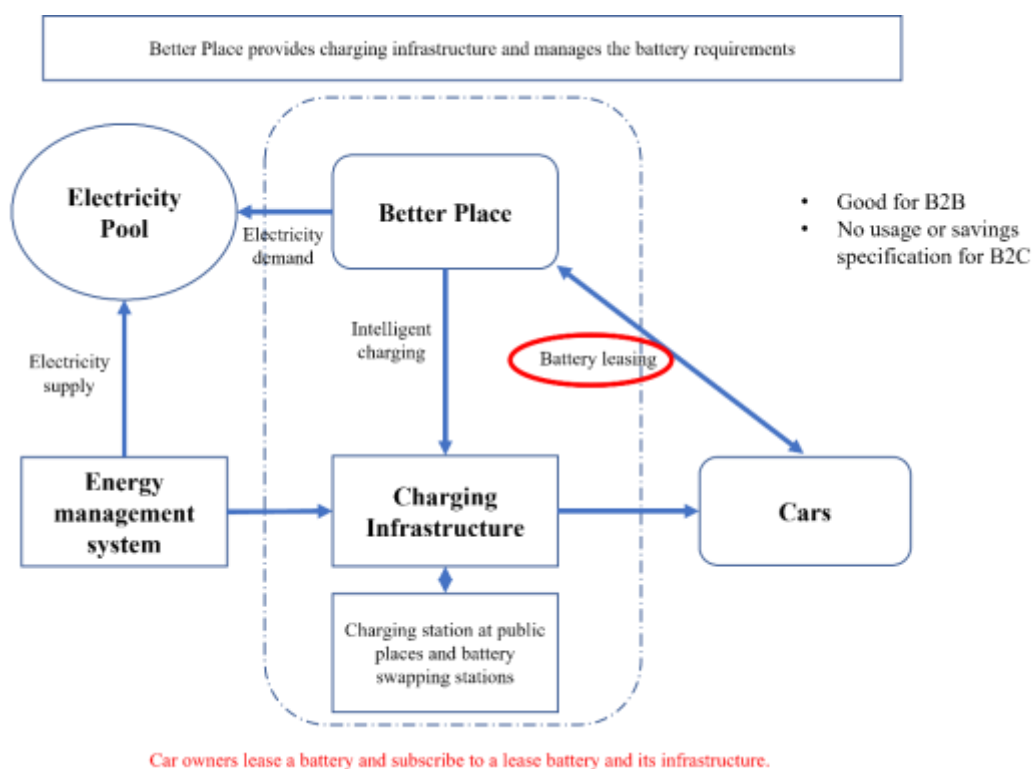 Better Place provides charging infrastructure and manages the battery requirements
Electricity
Pool
Better Place
Electricity
demand
• Good for B2B
• No usage or savings
specification for B2C
Intelligent
charging
Battery leasing
Electricity
supply
Energy
management
system
Charging
Infrastructure
Cars
Charging station at public
places and battery
swapping stations
Car owners lease a battery and subscribe to a lease battery and its infrastructure.